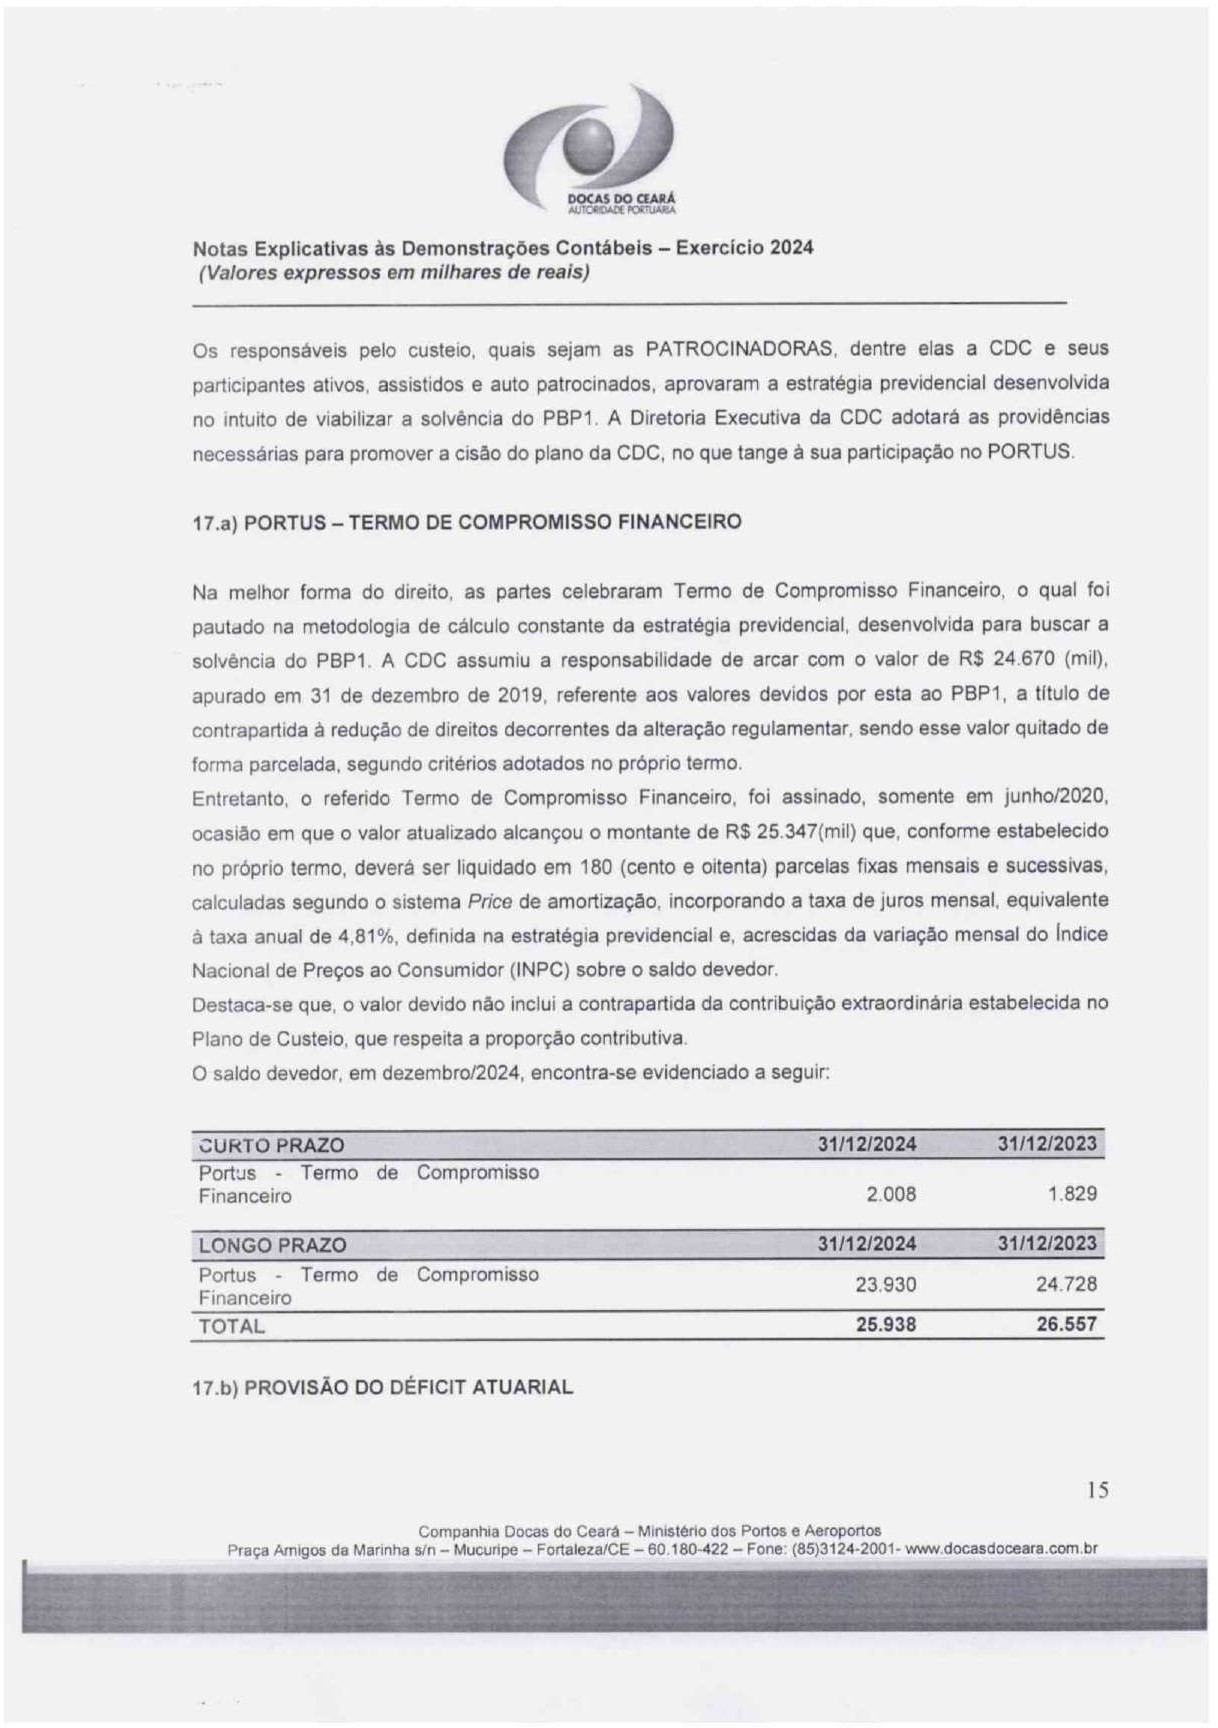 DOCAS DO CEARÁ
AUTORIDADE PORTUÁRIA
Notas Explicativas às Demonstrações Contábeis – Exercício 2024
(Valores expressos em milhares de reais)
Os responsáveis pelo custeio, quais sejam as PATROCINADORAS, dentre elas a CDC e seus
participantes ativos, assistidos e auto patrocinados, aprovaram a estratégia previdencial desenvolvida
no intuito de viabilizar a solvência do PBP1. A Diretoria Executiva da CDC adotará as providências
necessárias para promover a cisão do plano da CDC, no que tange à sua participação no PORTUS.
17.a) PORTUS – TERMO DE COMPROMISSO FINANCEIRO
Na melhor forma do direito, as partes celebraram Termo de Compromisso Financeiro, o qual foi
pautado na metodologia de cálculo constante da estratégia previdencial, desenvolvida para buscar a
solvência do PBP1. A CDC assumiu a responsabilidade de arcar com o valor de R$ 24.670 (mil),
apurado em 31 de dezembro de 2019, referente aos valores devidos por esta ao PBP1, a título de
contrapartida à redução de direitos decorrentes da alteração regulamentar, sendo esse valor quitado de
forma parcelada, segundo critérios adotados no próprio termo.
Entretanto, o referido Termo de Compromisso Financeiro, foi assinado, somente em junho/2020,
ocasião em que o valor atualizado alcançou o montante de R$ 25.347(mil) que, conforme estabelecido
no próprio termo, deverá ser liquidado em 180 (cento e oitenta) parcelas fixas mensais e sucessivas,
calculadas segundo o sistema Price de amortização, incorporando a taxa de juros mensal, equivalente
à taxa anual de 4,81%, definida na estratégia previdencial e, acrescidas da variação mensal do Índice
Nacional de Preços ao Consumidor (INPC) sobre o saldo devedor.
Destaca-se que, o valor devido não inclui a contrapartida da contribuição extraordinária estabelecida no
Plano de Custeio, que respeita a proporção contributiva.
O saldo devedor, em dezembro/2024, encontra-se evidenciado a seguir:
CURTO PRAZO 31/12/2024 31/12/2023
Portus - Termo de Compromisso
Financeiro 2.008 1.829
LONGO PRAZO 31/12/2024 31/12/2023
Portus - Termo de Compromisso
Financeiro 23.930 24.728
TOTAL 25.938 26.557
17.b) PROVISÃO DO DÉFICIT ATUARIAL
15
Companhia Docas do Ceará – Ministério dos Portos e Aeroportos
Praça Amigos da Marinha s/n – Mucuripe – Fortaleza/CE – 60.180-422 – Fone: (85)3124-2001- www.docasdoceara.com.br